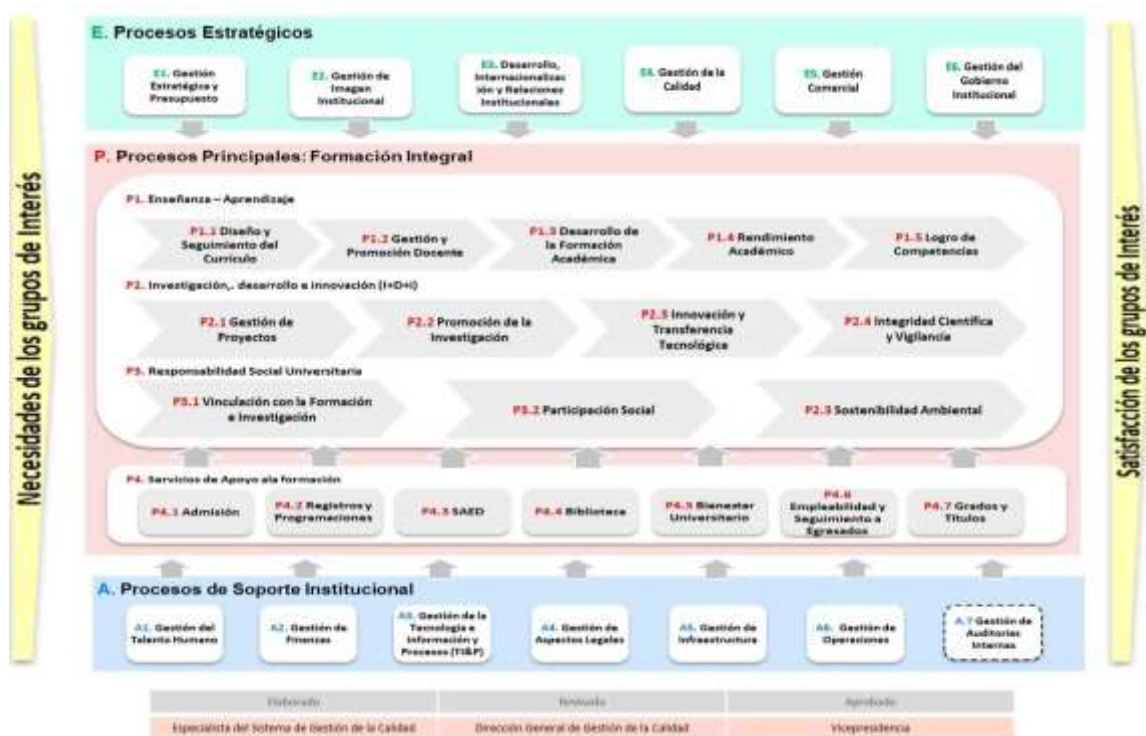 Necesidades de los grupos de Interés
E. Procesos Estratégicos
E1. Gestión
Estratégica y
Presupuesto
E2. Gestión de
Imagen
Institucional
E3. Desarrollo,
Internacionalizac
ión y Relaciones
Institucionales
E4. Gestión de la
Calidad
E5. Gestión
Comercial
E6. Gestión del
Gobierno
Institucional
P. Procesos Principales: Formación Integral
P1. Enseñanza – Aprendizaje
P1.1 Diseño y
Seguimiento del
Currículo
P1.2 Gestión y
Promoción Docente
P1.3 Desarrollo de
la Formación
Académica
P1.4 Rendimiento
Académico
P1.5 Logro de
Competencias
P2. Investigación,. desarrollo e innovación (I+D+i)
P2.1 Gestión de
Proyectos
P2.2 Promoción de la
Investigación
P2.3 Innovación y
Transferencia
Tecnológica
P2.4 Integridad Científica
y Vigilancia
P3. Responsabilidad Social Universitaria
P3.1 Vinculación con la Formación
e Investigación
P3.2 Participación Social
P2.3 Sostenibilidad Ambiental
P4. Servicios de Apoyo ala formación
P4.1 Admisión
P4.2 Registros y
Programaciones
P4.3 SAED
P4.4 Biblioteca
P4.5 Bienestar
Universitario
P4.6
Empleabilidad y
Seguimiento a
Egresados
P4.7 Grados y
Títulos
A. Procesos de Soporte Institucional
A1. Gestión del
Talento Humano
A2. Gestión de
Finanzas
A3. Gestión de la
Tecnología e
Información y
Procesos (TI&P)
A4. Gestión de
Aspectos Legales
A5. Gestión de
Infraestructura
A6. Gestión de
Operaciones
A.7 Gestión de
Auditorías
Internas
Satisfacción de los grupos de Interés
Elaborado
Revisado
Aprobado
Especialista del Sistema de Gestión de la Calidad
Dirección General de Gestión de la Calidad
Vicepresidencia